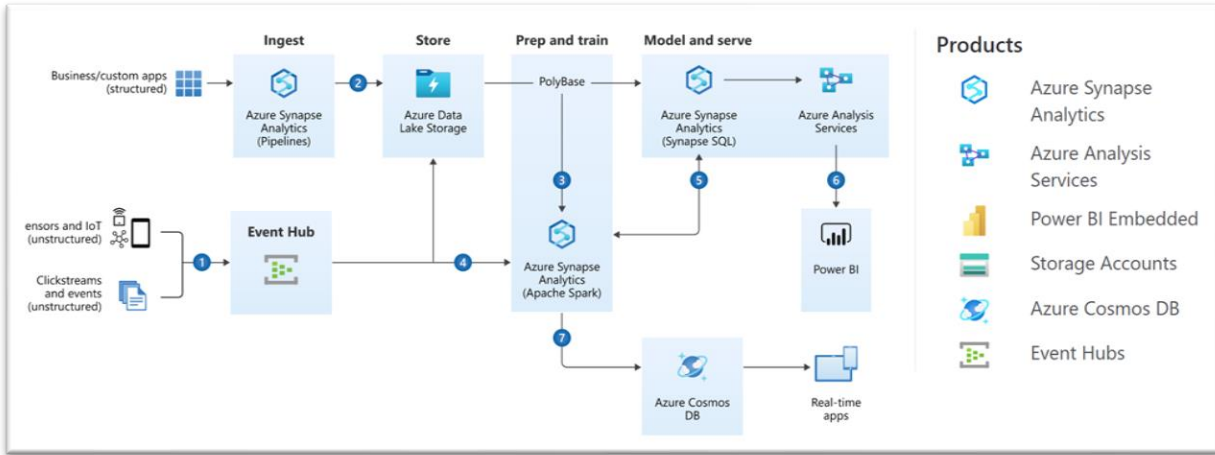 Ingest
Store
Prep and train
Model and serve
Business/custom apps
(structured)
Azure Synapse
Analytics
(Pipelines)
2
Azure Data
Lake Storage
PolyBase
Azure Synapse
Analytics
(Synapse SQL)
Azure Analysis
Services
3
5
6
ensors and IoT
(unstructured)
Clickstreams
and events
(unstructured)
1
Event Hub
4
Azure Synapse
Analytics
(Apache Spark)
Power BI
7
Azure Cosmos
DB
Real-time
apps
Products
Azure Synapse
Analytics
Azure Analysis
Services
Power BI Embedded
Storage Accounts
Azure Cosmos DB
Event Hubs